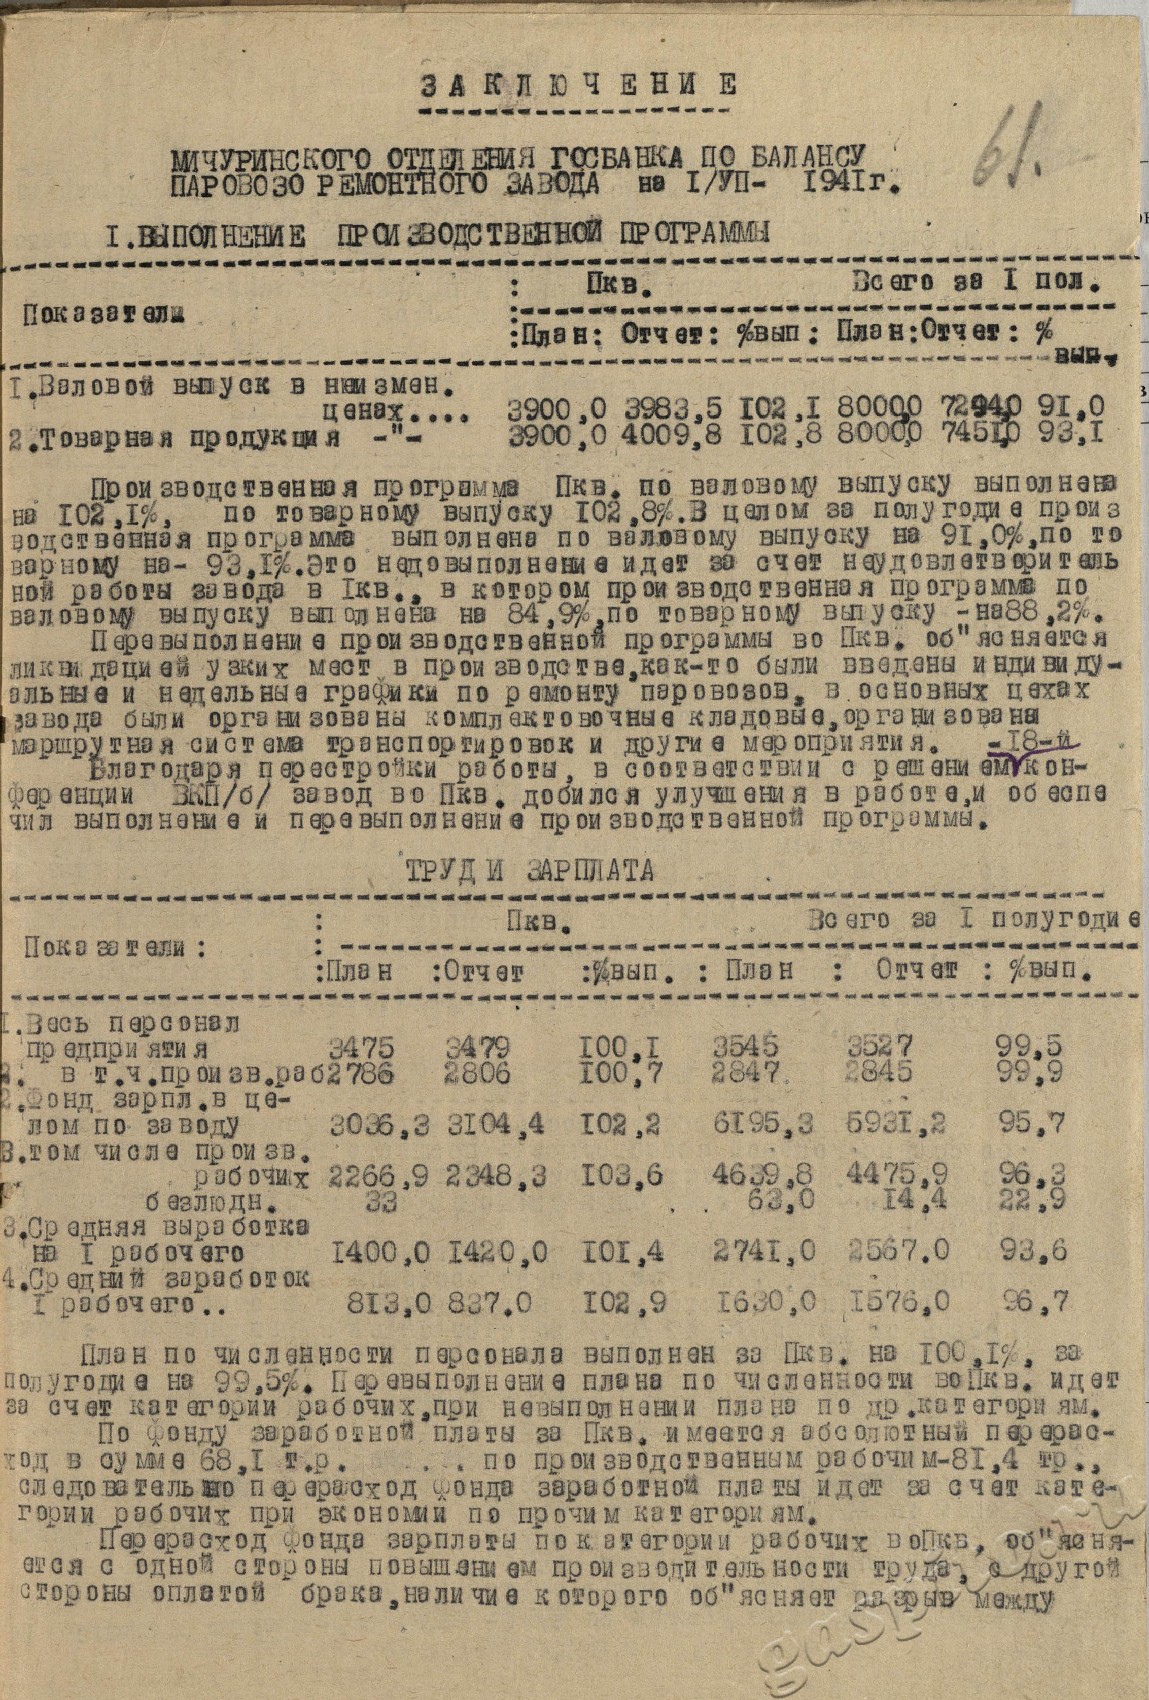 ЗАКЛЮЧЕНИЕ
61.
МИЧУРИНСКОГО ОТДЕЛЕНИЯ ГОСБАНКА ПО БАЛАНСУ
ПАРОВОЗО РЕМОНТНОГО ЗАВОДА на I/УП- 1941г.
I.ВЫПОЛНЕНИЕ ПРОИЗВОДСТВЕННОЙ ПРОГРАММЫ
: Пкв. Всего за I пол.
Показатели
:План: Отчет: %вып: План:Отчет: %
вып.
I.Валовой выпуск в неизмен.
ценах.... 3900,0 3983,5 102,1 8000,0 7294,0 91,0
2.Товарная продукция -"- 3900,0 4009,8 102,8 8000,0 7451,0 93,1
Производственная программа Пкв. по валовому выпуску выполнена
на 102,1%, по товарному выпуску 102,8%.В целом за полугодие произ
водственная программа выполнена по валовому выпуску на 91,0%,по то
варному на- 93,1%.Это недовыполнение идет за счет неудовлетворитель
ной работы завода в Iкв., в котором производственная программа по
валовому выпуску выполнена на 84,9%,по товарному выпуску -на88,2%.
Перевыполнение производственной программы во Пкв. об"ясняется
ликвидацией узких мест в производстве,как-то были введены индивиду-
альные и недельные графики по ремонту паровозов, в основных цехах
завода были организованы комплектовочные кладовые,организована
маршрутная система транспортировок и другие мероприятия. -18-й
Благодаря перестройки работы, в соответствии с решением кон-
ференции ВКП/б/ завод во Пкв. добился улучшения в работе,и обеспе
чил выполнение и перевыполнение производственной программы.
ТРУД И ЗАРПЛАТА
: Пкв. Всего за I полугодие
Показатели: :
:План :Отчет :%вып. : План : Отчет : %вып.
I.Весь персонал
предприятия 3475 3479 100,1 3545 3527 99,5
2. в т.ч.произв.раб2786 2806 100,7 2847 2845 99,9
2.Фонд зарпл.в це-
лом по заводу 3036,3 3104,4 102,2 6195,3 5931,2 95,7
В.том числе произв.
рабочих 2266,9 2348,3 103,6 4639,8 4475,9 96,3
безлюдн. 33 63,0 14,4 22,9
3.Средняя выработка
на I рабочего 1400,0 1420,0 101,4 2741,0 2567.0 93,6
4.Средний заработок
I рабочего.. 813,0 837.0 102,9 1630,0 1576,0 96,7
План по численности персонала выполнен за Пкв. на 100,1%, за
полугодие на 99,5%. Перевыполнение плана по численности воПкв. идет
за счет категории рабочих,при невыполнении плана по др.категориям.
По фонду заработной платы за Пкв. имеется абсолютный перерас-
ход в сумме 68,1 т.р. . . . по производственным рабочим-81,4 тр.,
следовательно перерасход фонда заработной платы идет за счет кате-
гории рабочих при экономии по прочим категориям.
Перерасход фонда зарплаты по категории рабочих воПкв, об"ясня-
ется с одной стороны повышением производительности труда, с другой
стороны оплатой брака,наличие которого об"ясняет разрыв между